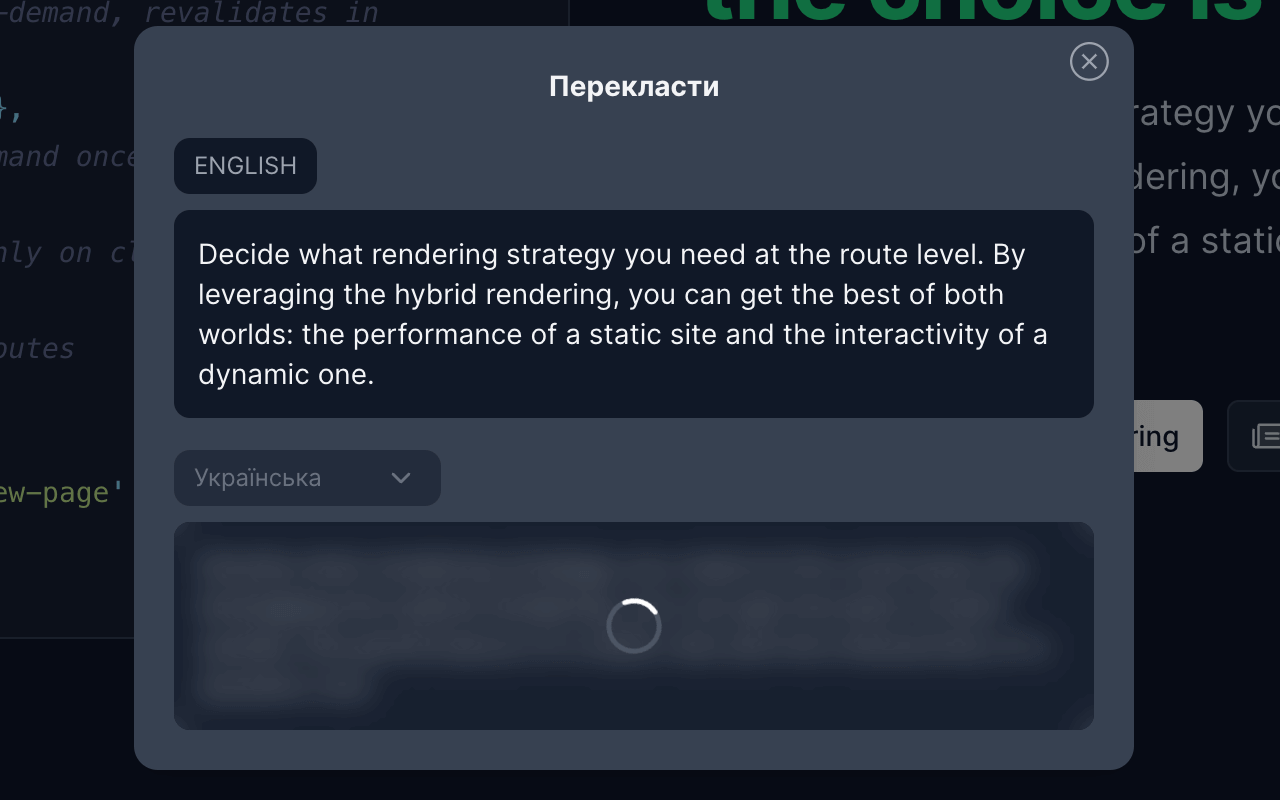 -demand, revalidates in
the choice is
Перекласти
},
rategy yo
mand once
ENGLISH
dering, yo
Decide what rendering strategy you need at the route level. By
nly on cl
of a static
leveraging the hybrid rendering, you can get the best of both
worlds: the performance of a static site and the interactivity of a
outes
dynamic one.
ring
Українська
ew-page'